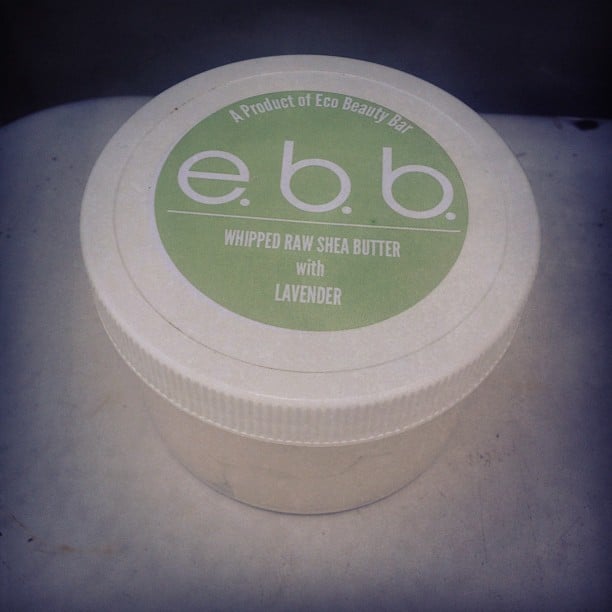 A Product of Eco Beauty Bar
e.b.b.
WHIPPED RAW SHEA BUTTER
with
LAVENDER